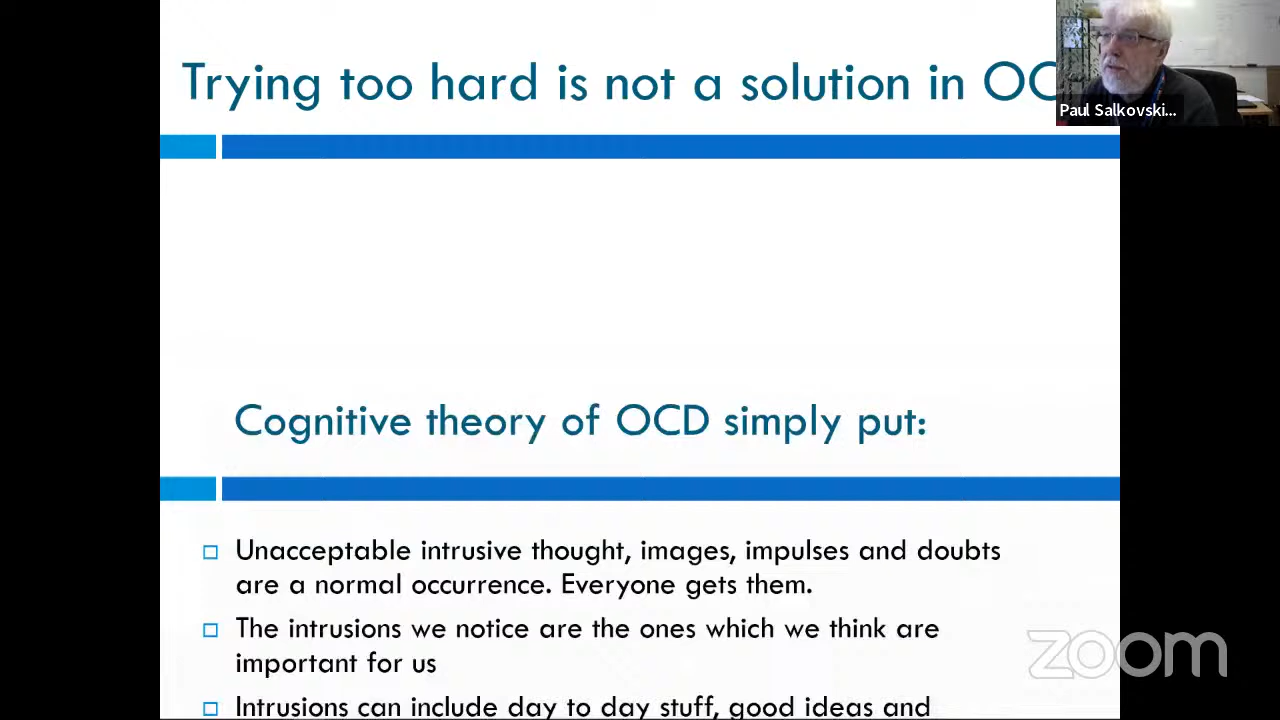 Trying too hard is not a solution in OC
Paul Salkovski...
Cognitive theory of OCD simply put:
Unacceptable intrusive thought, images, impulses and doubts
are a normal occurrence. Everyone gets them.
The intrusions we notice are the ones which we think are
important for us
Intrusions can include day to day stuff, good ideas and
zoom